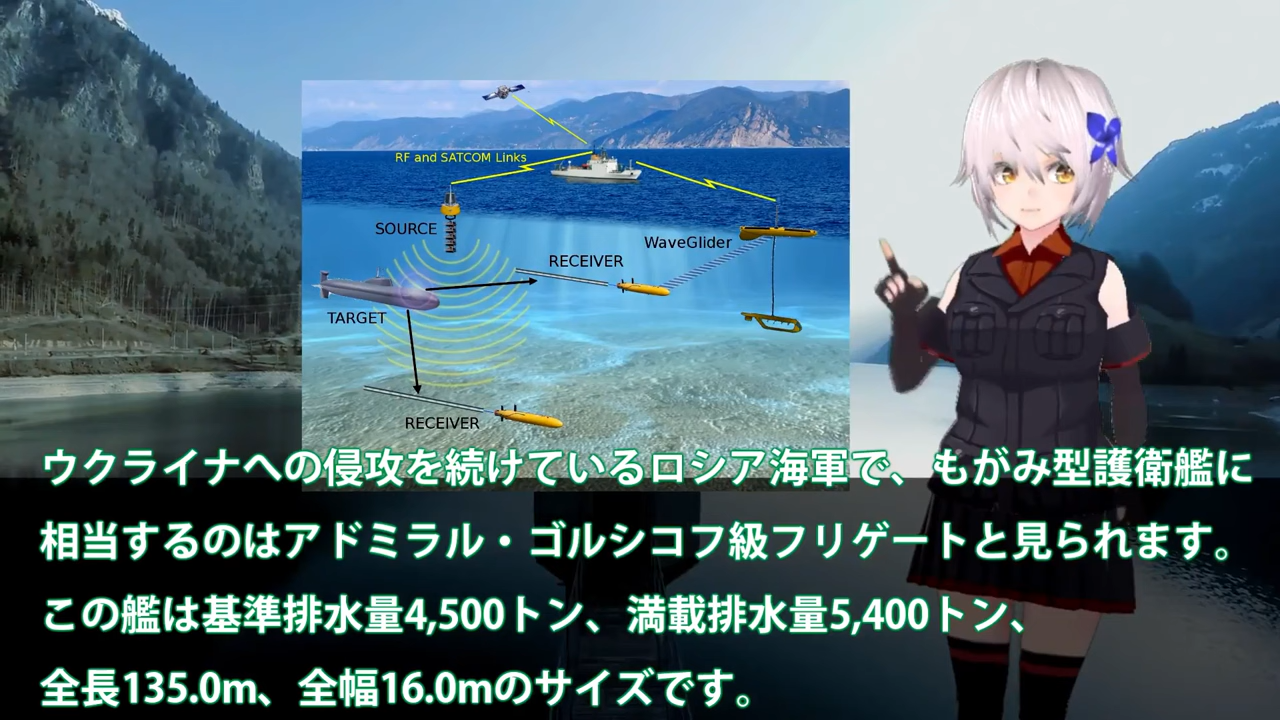 RF and SATCOM Links
SOURCE
WaveGlider
RECEIVER
TARGET
RECEIVER
ウクライナへの侵攻を続けているロシア海軍で、もがみ型護衛艦に
相当するのはアドミラル・ゴルシコフ級フリゲートと見られます。
この艦は基準排水量4,500トン、満載排水量5,400トン、
全長135.0m、全幅16.0mのサイズです。